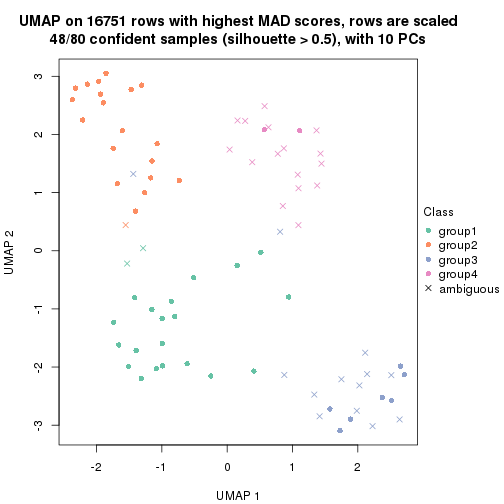 UMAP on 16751 rows with highest MAD scores, rows are scaled
48/80 confident samples (silhouette > 0.5), with 10 PCs
3
2
1
0
-1
-2
-3
UMAP 2
-2
-1
0
1
2
UMAP 1
Class
group1
group2
group3
group4
ambiguous